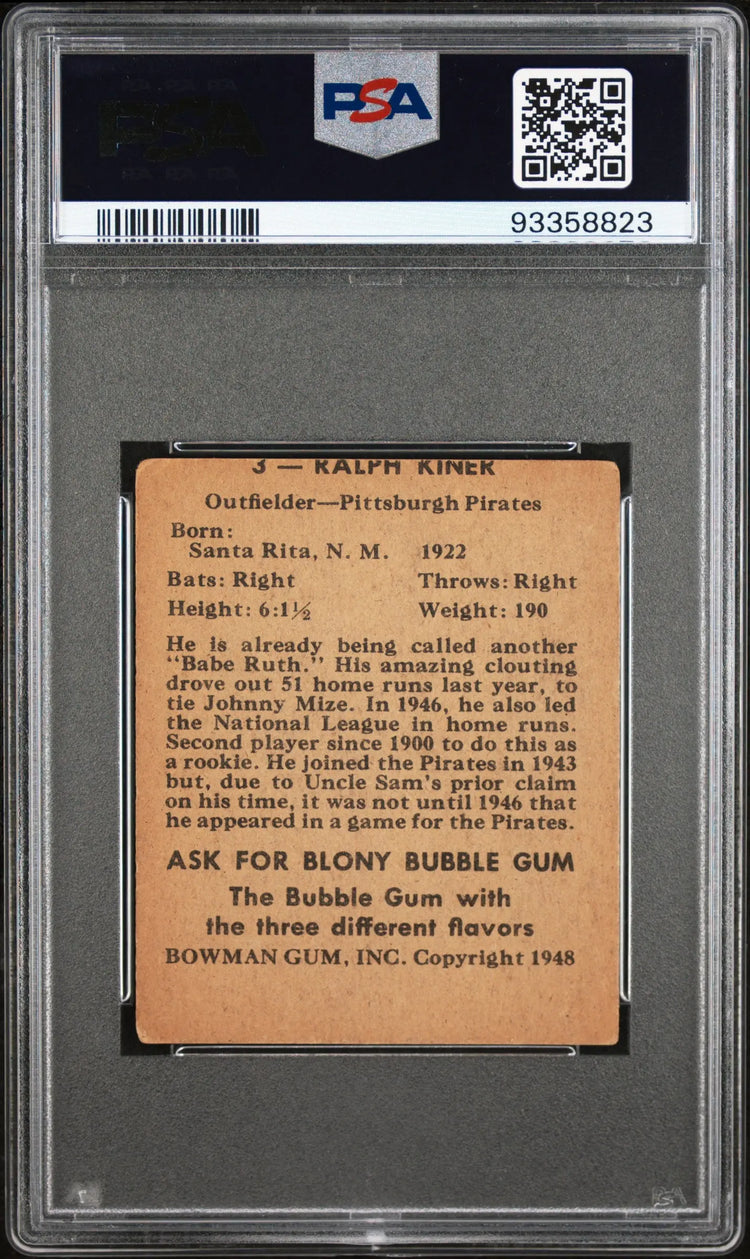 PSA
93358823
3 — RALPH KINER
Outfielder—Pittsburgh Pirates
Born:
Santa Rita, N. M. 1922
Bats: Right Throws: Right
Height: 6:1½ Weight: 190
He is already being called another
"Babe Ruth." His amazing clouting
drove out 51 home runs last year, to
tie Johnny Mize. In 1946, he also led
the National League in home runs.
Second player since 1900 to do this as
a rookie. He joined the Pirates in 1943
but, due to Uncle Sam's prior claim
on his time, it was not until 1946 that
he appeared in a game for the Pirates.
ASK FOR BLONY BUBBLE GUM
The Bubble Gum with
the three different flavors
BOWMAN GUM, INC. Copyright 1948
PSA